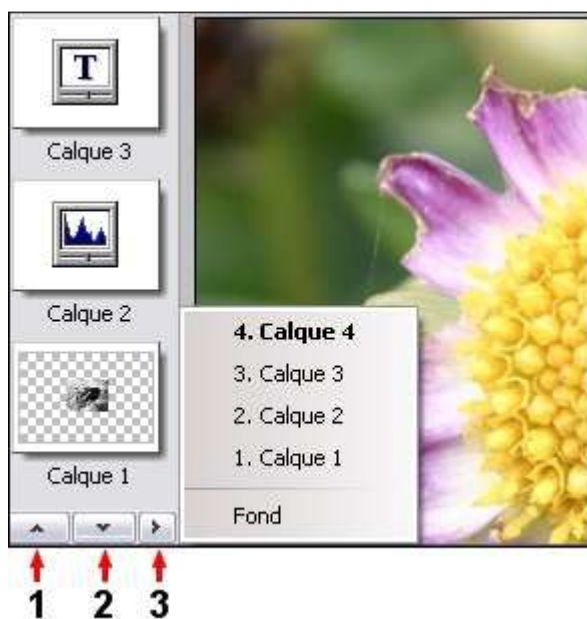 T
Calque 3
Calque 2
Calque 1
4. Calque 4
3. Calque 3
2. Calque 2
1. Calque 1
Fond
1 2 3